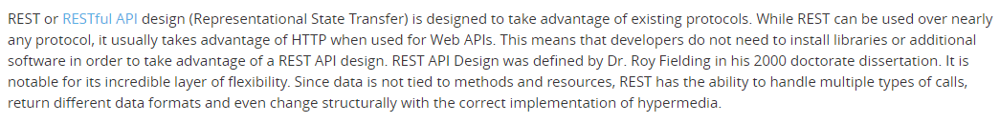 REST or RESTful API design (Representational State Transfer) is designed to take advantage of existing protocols. While REST can be used over nearly
any protocol, it usually takes advantage of HTTP when used for Web APIs. This means that developers do not need to install libraries or additional
software in order to take advantage of a REST API design. REST API Design was defined by Dr. Roy Fielding in his 2000 doctorate dissertation. It is
notable for its incredible layer of flexibility. Since data is not tied to methods and resources, REST has the ability to handle multiple types of calls,
return different data formats and even change structurally with the correct implementation of hypermedia.